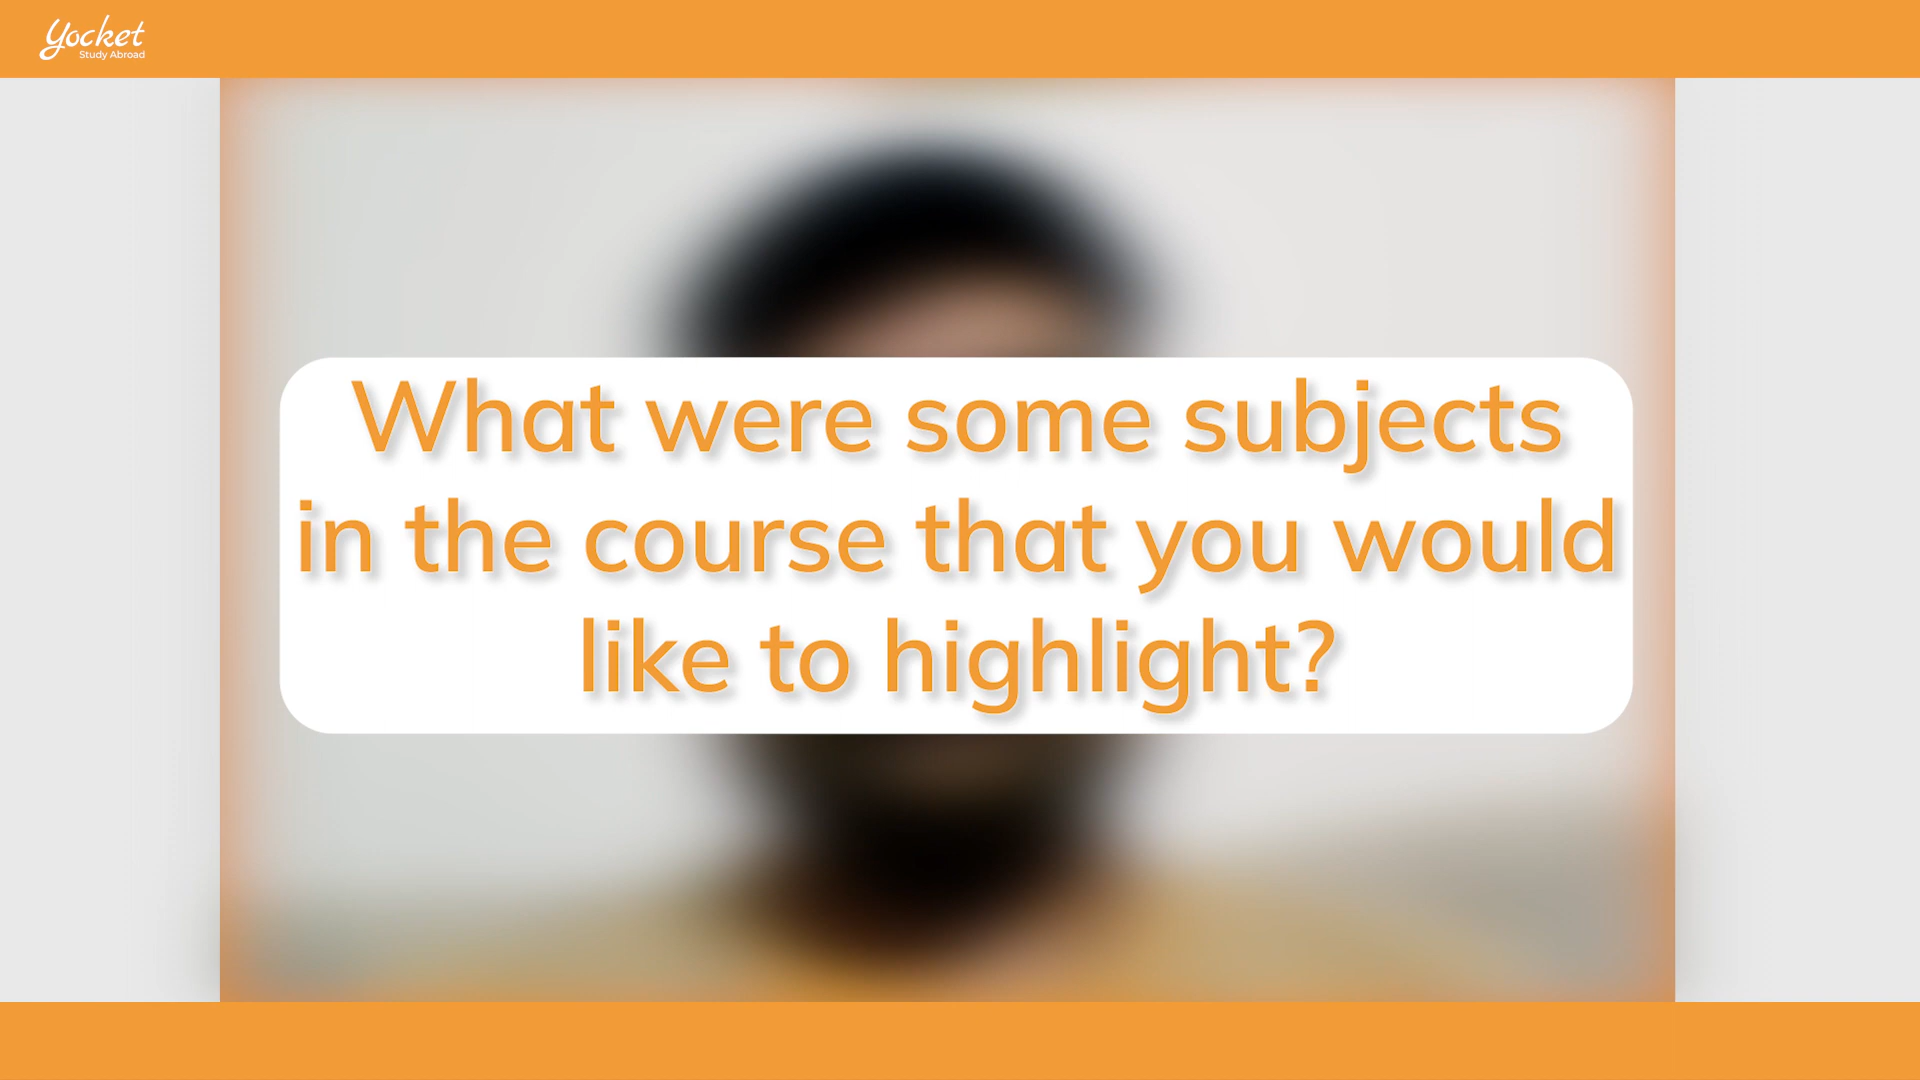 Yocket
Study Abroad
What were some subjects
in the course that you would
like to highlight?